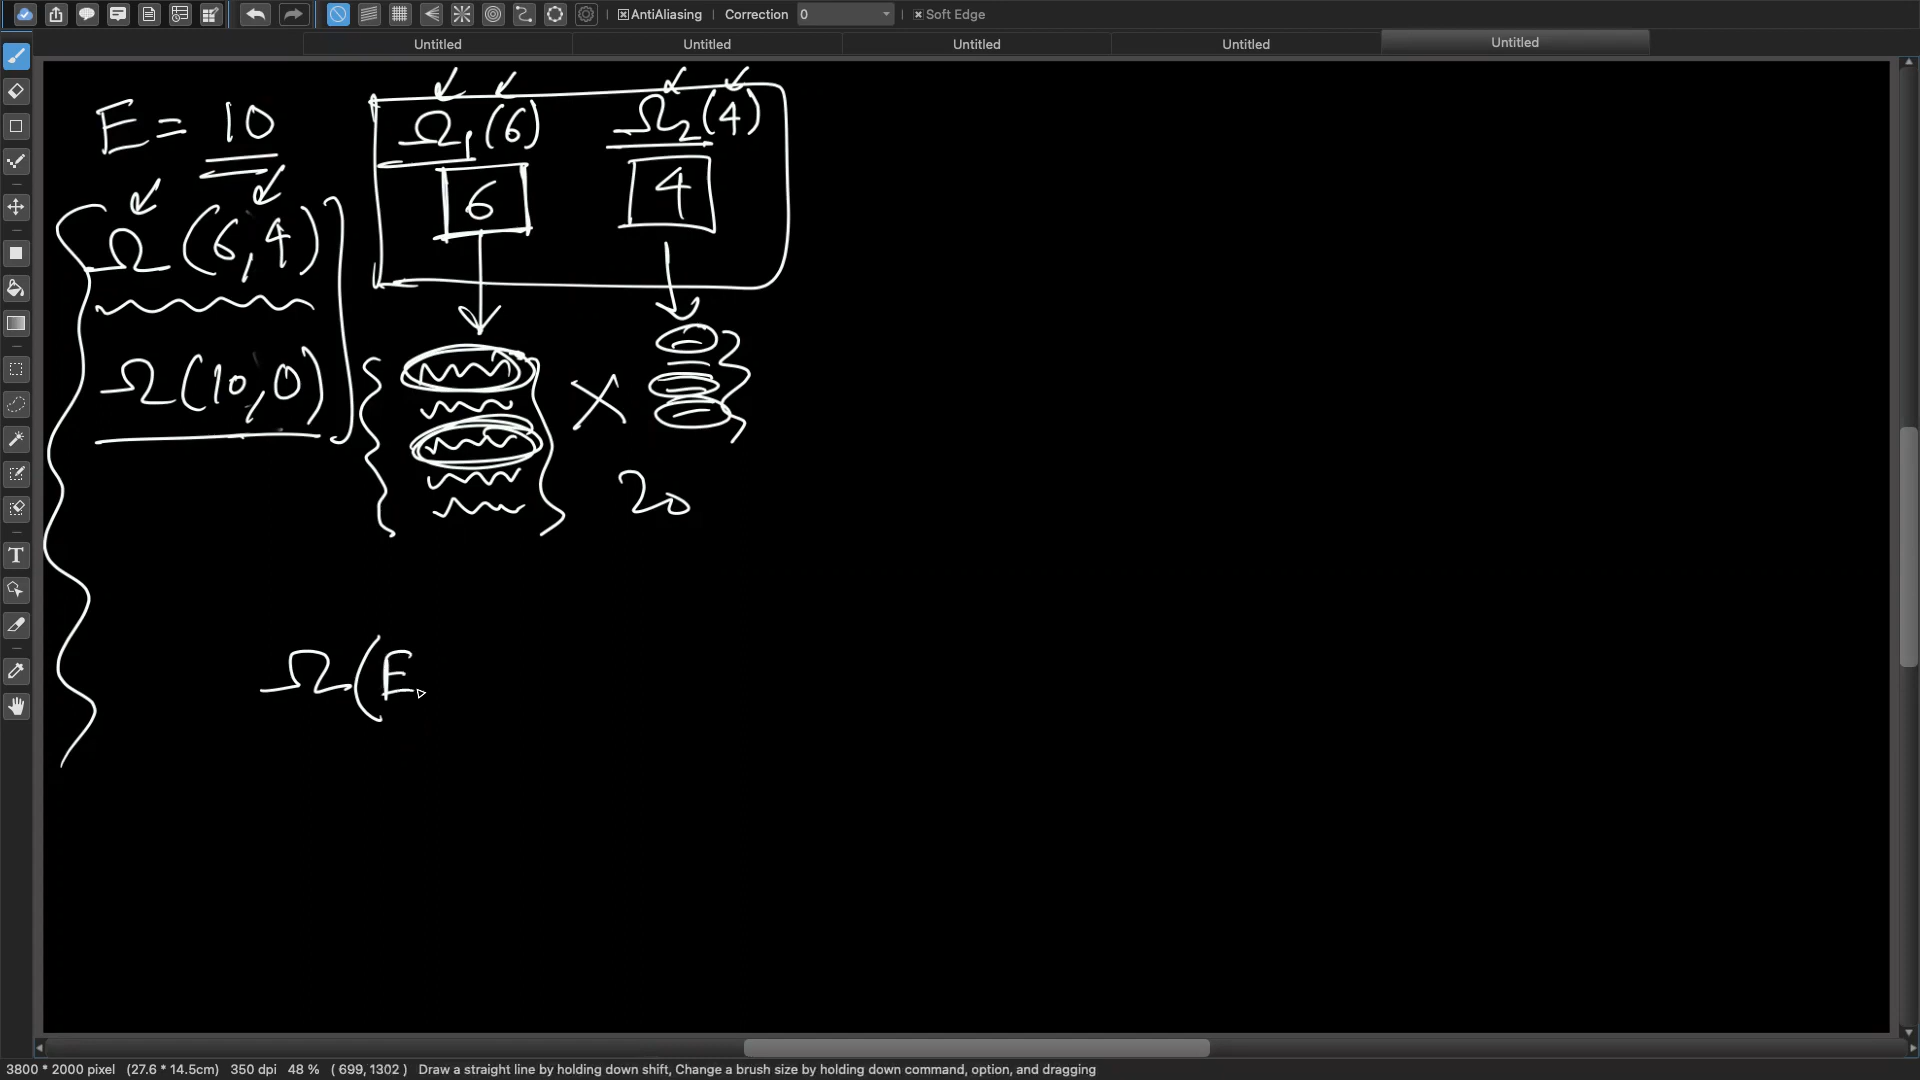 AntiAliasing Correction 0 Soft Edge
Untitled Untitled Untitled Untitled Untitled
E = 10
Ω₁(6) Ω₂(4)
6 4
Ω(6,4)
Ω(10,0)
×
20
Ω(E
T
3800 * 2000 pixel (27.6 * 14.5cm) 350 dpi 48 % ( 699, 1302 ) Draw a straight line by holding down shift, Change a brush size by holding down command, option, and dragging